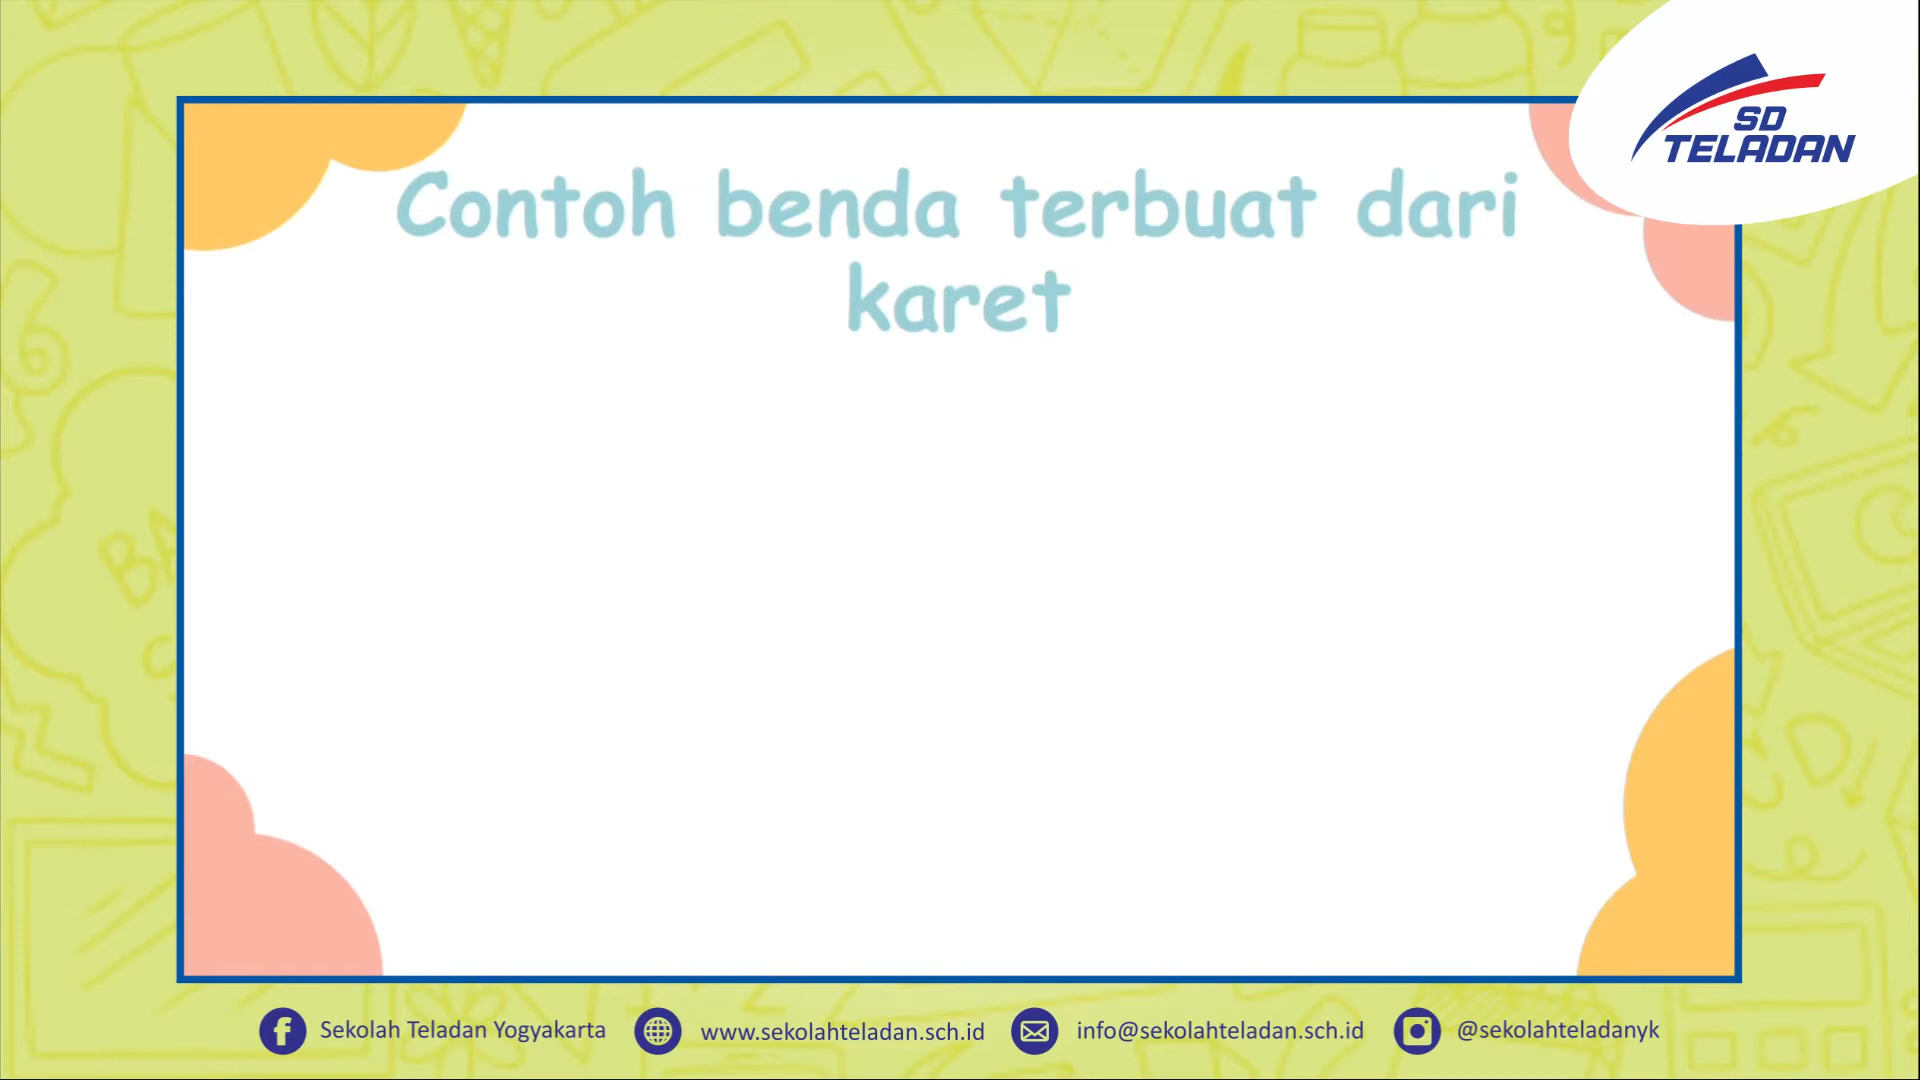 SD
TELADAN
Contoh benda terbuat dari
karet
Sekolah Teladan Yogyakarta
www.sekolahteladan.sch.id
info@sekolahteladan.sch.id
@sekolahteladanyk